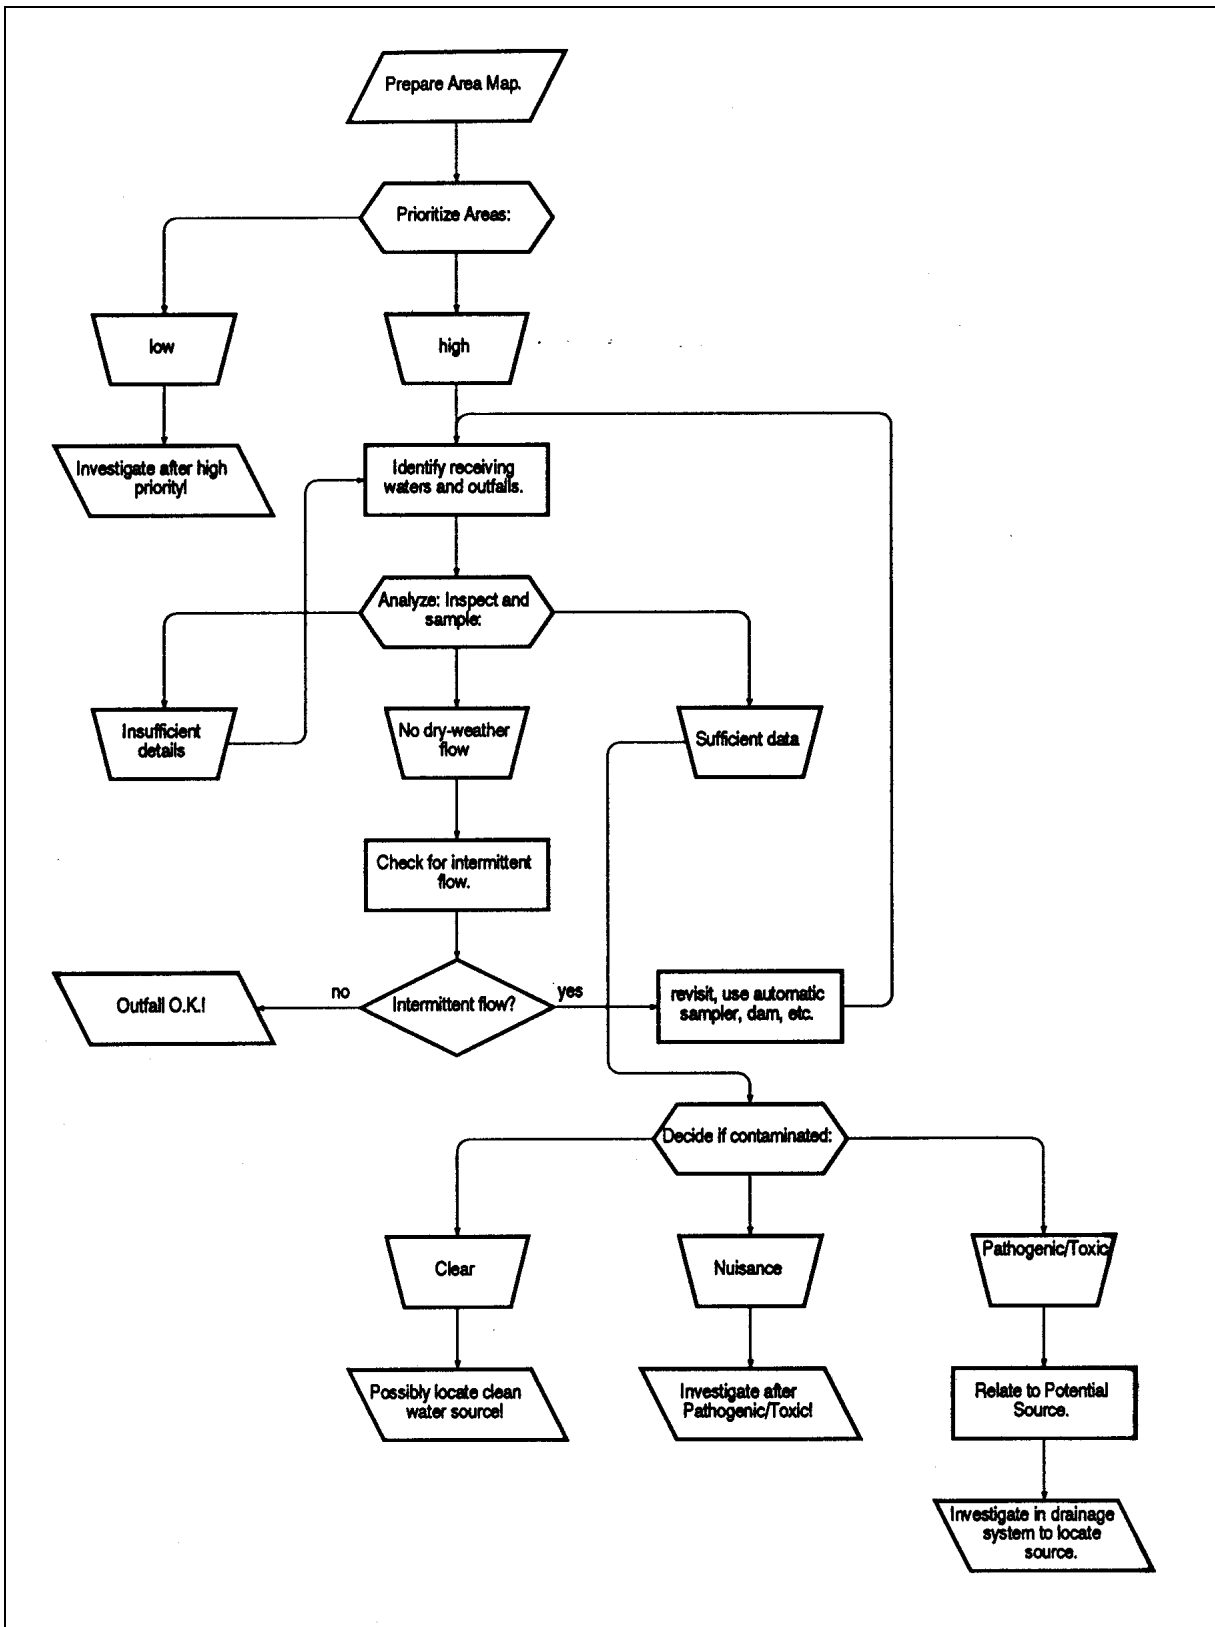 Prepare Area Map.
Prioritize Areas:
low
high
Investigate after high
priority!
Identify receiving
waters and outfalls.
Analyze: Inspect and
sample:
Insufficient
details
No dry-weather
flow
Sufficient data
Check for intermittent
flow.
Outfall O.K.!
no
Intermittent flow?
yes
revisit, use automatic
sampler, dam, etc.
Decide if contaminated:
Clear
Nuisance
Pathogenic/Toxic
Possibly locate clean
water source!
Investigate after
Pathogenic/Toxic!
Relate to Potential
Source.
Investigate in drainage
system to locate
source.